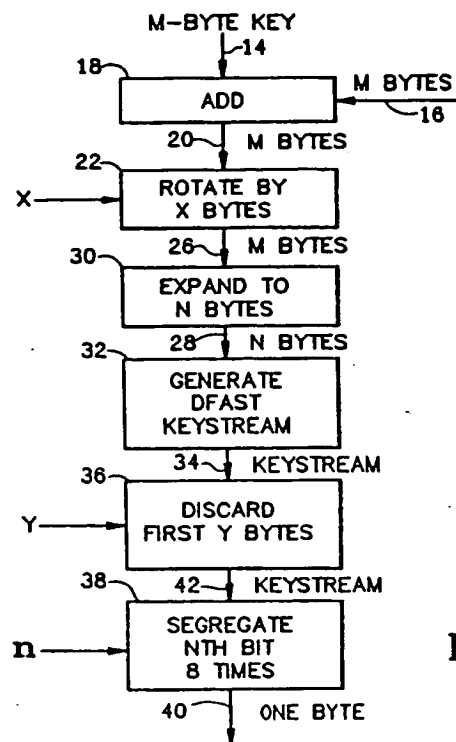 M-BYTE KEY
14
18
M BYTES
ADD
16
20 M BYTES
22
X
ROTATE BY
X BYTES
26 M BYTES
30
EXPAND TO
N BYTES
28 N BYTES
32
GENERATE
DFAST
KEYSTREAM
34 KEYSTREAM
36
Y
DISCARD
FIRST Y BYTES
42 KEYSTREAM
38
n
SEGREGATE
NTH BIT
8 TIMES
40 ONE BYTE